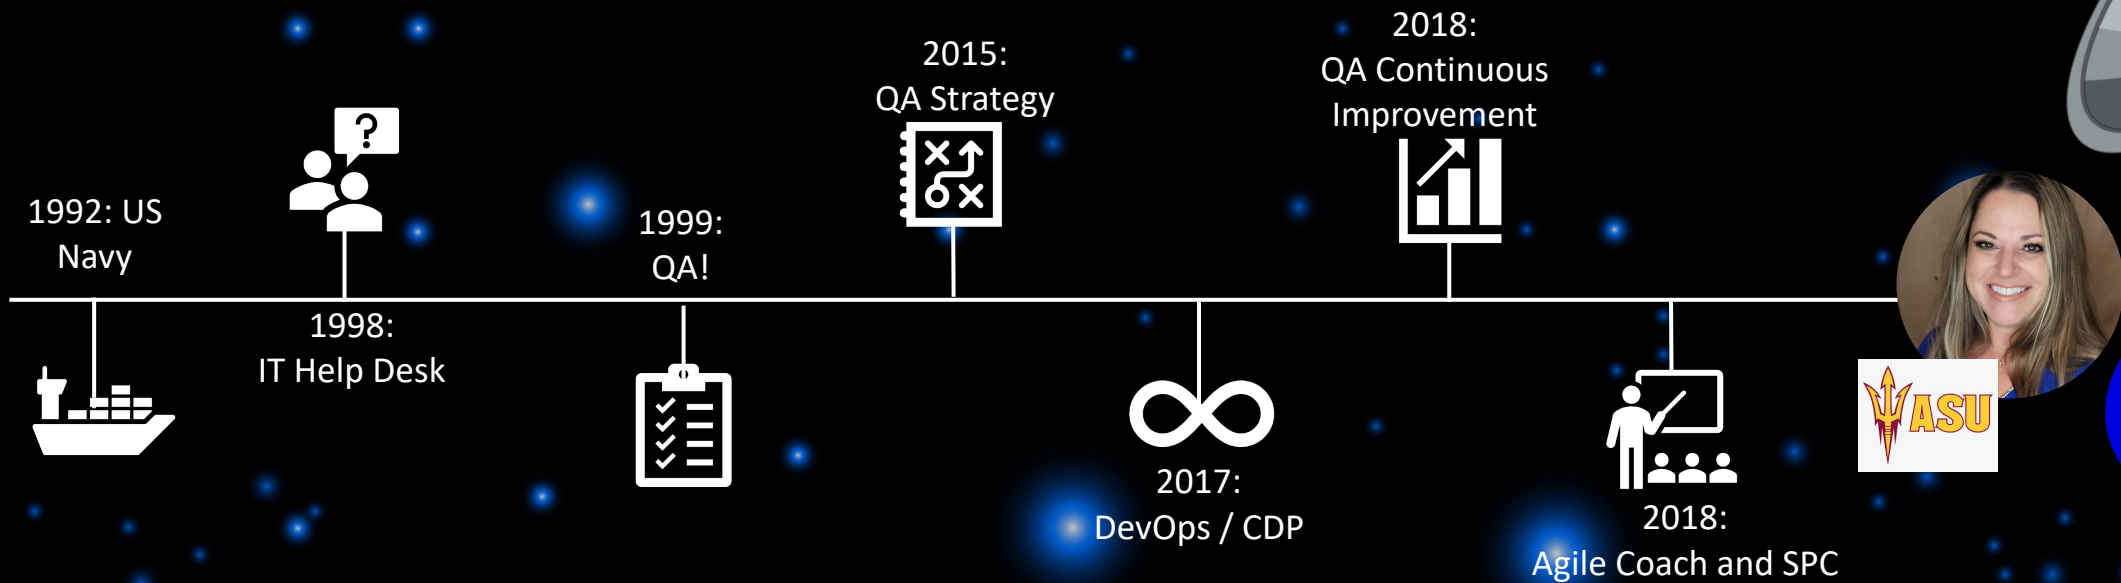 1992: US
Navy
1998:
IT Help Desk
1999:
QA!
2015:
QA Strategy
2017:
DevOps / CDP
2018:
QA Continuous
Improvement
2018:
Agile Coach and SPC
ASU